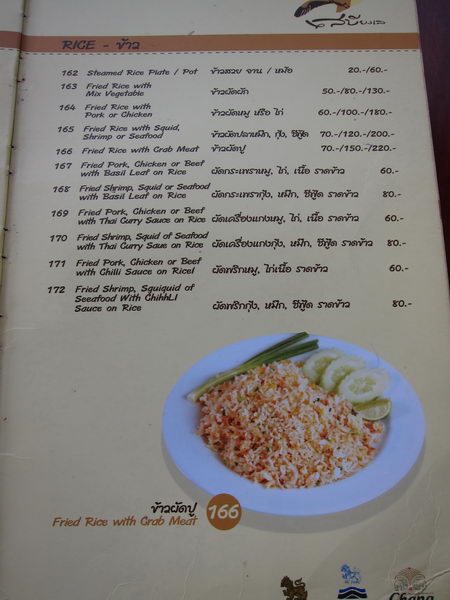 เสบียงเล
RICE - ข้าว
162 Steamed Rice Plate / Pot ข้าวสวย จาน / หม้อ 20.-/60.-
163 Fried Rice with
Mix Vegetable ข้าวผัดผัก 50.-/80.-/130.-
164 Fried Rice with
Pork or Chicken ข้าวผัดหมู หรือ ไก่ 60.-/100.-/180.-
165 Fried Rice with Squid,
Shrimp or Seafood ข้าวผัดปลาหมึก, กุ้ง, ซีฟู้ด 70.-/120.-/200.-
166 Fried Rice with Crab Meat ข้าวผัดปู 70.-/150.-/220.-
167 Fried Pork, Chicken or Beef
with Basil Leaf on Rice ผัดกระเพราหมู, ไก่, เนื้อ ราดข้าว 60.-
168 Fried Shrimp, Squid or Seafood
with Basil Leaf on Rice ผัดกระเพรากุ้ง, หมึก, ซีฟู้ด ราดข้าว 80.-
169 Fried Pork, Chicken or Beef
with Thai Curry Sauce on Rice ผัดเครื่องแกงหมู, ไก่, เนื้อ ราดข้าว 60.-
170 Fried Shrimp, Squid of Seafood
with Thai Curry Saue on Rice ผัดเครื่องแกงกุ้ง, หมึก, ซีฟู้ด ราดข้าว 80.-
171 Fried Pork, Chicken or Beef
with Chilli Sauce on Ricel ผัดพริกหมู, ไก่เนื้อ ราดข้าว 60.-
172 Fried Shrimp, Squiquid of
Seeafood With ChihhLI
Sauce on Rice ผัดพริกกุ้ง, หมึก, ซีฟู้ด ราดข้าว 80.-
ข้าวผัดปู
Fried Rice with Crab Meat 166
Chang